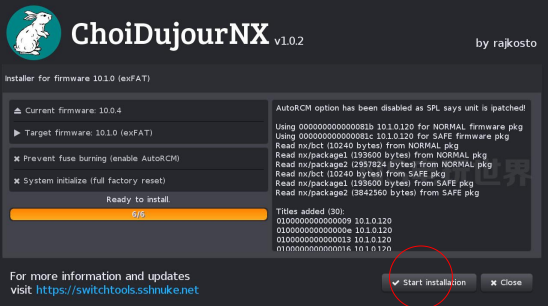 ChoiDujourNX v1.0.2
by rajkosto
Installer for firmware 10.1.0 (exFAT)
Current firmware: 10.0.4
Target firmware: 10.1.0 (exFAT)
Prevent fuse burning (enable AutoRCM)
System initialize (full factory reset)
Ready to install.
6/6
AutoRCM option has been disabled as SPL says unit is ipatched!
Using 000000000000081b 10.1.0.120 for NORMAL firmware pkg
Using 000000000000081c 10.1.0.120 for SAFE firmware pkg
Read nx/bct (10240 bytes) from NORMAL
Read nx/package1 (193600 bytes) from NORMAL pkg
Read nx/package2 (2957824 bytes) from NORMAL pkg
Read nx/bct (10240 bytes) from SAFE pkg
Read nx/package1 (193600 bytes) from SAFE pkg
Read nx/package2 (3842560 bytes) from SAFE pkg
Titles added (30):
0100000000000009 10.1.0.120
010000000000000e 10.1.0.120
0100000000000013 10.1.0.120
0100000000000016 10.1.0.120
世界
For more information and updates
visit https://switchtools.sshnuke.net
Start installation
Close